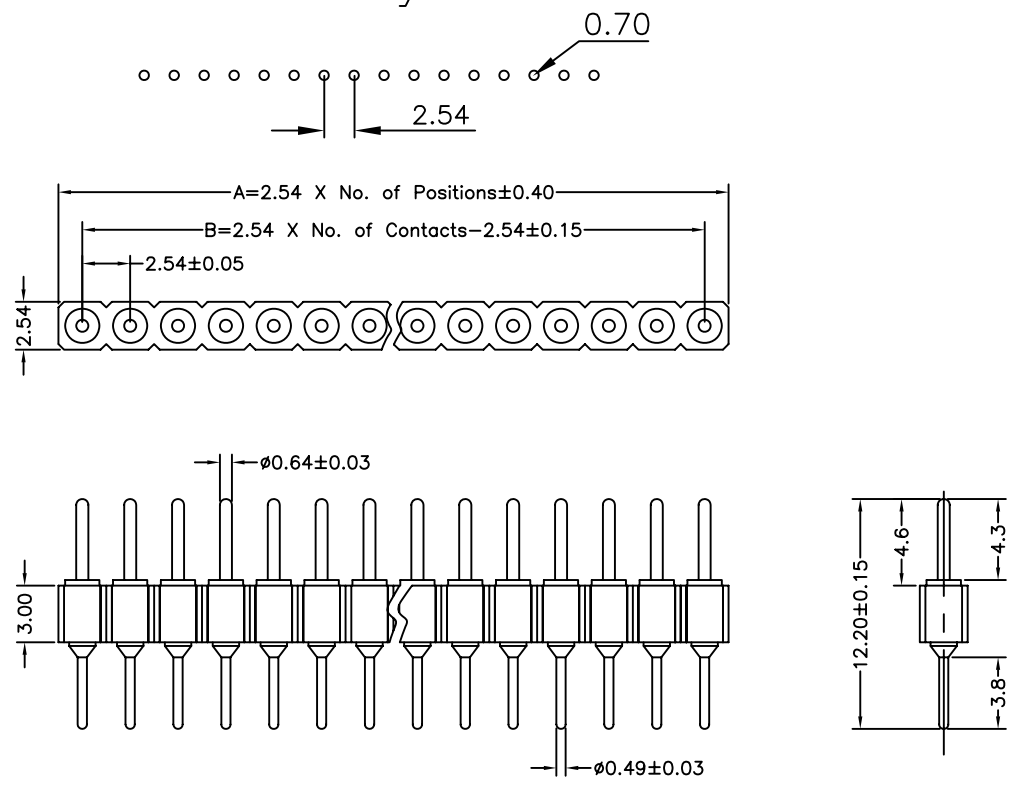 0.70
2.54
A=2.54 X No. of Positions±0.40
B=2.54 X No. of Contacts-2.54±0.15
2.54±0.05
2.54
ø0.64±0.03
3.00
12.20±0.15
4.6
4.3
3.8
ø0.49±0.03